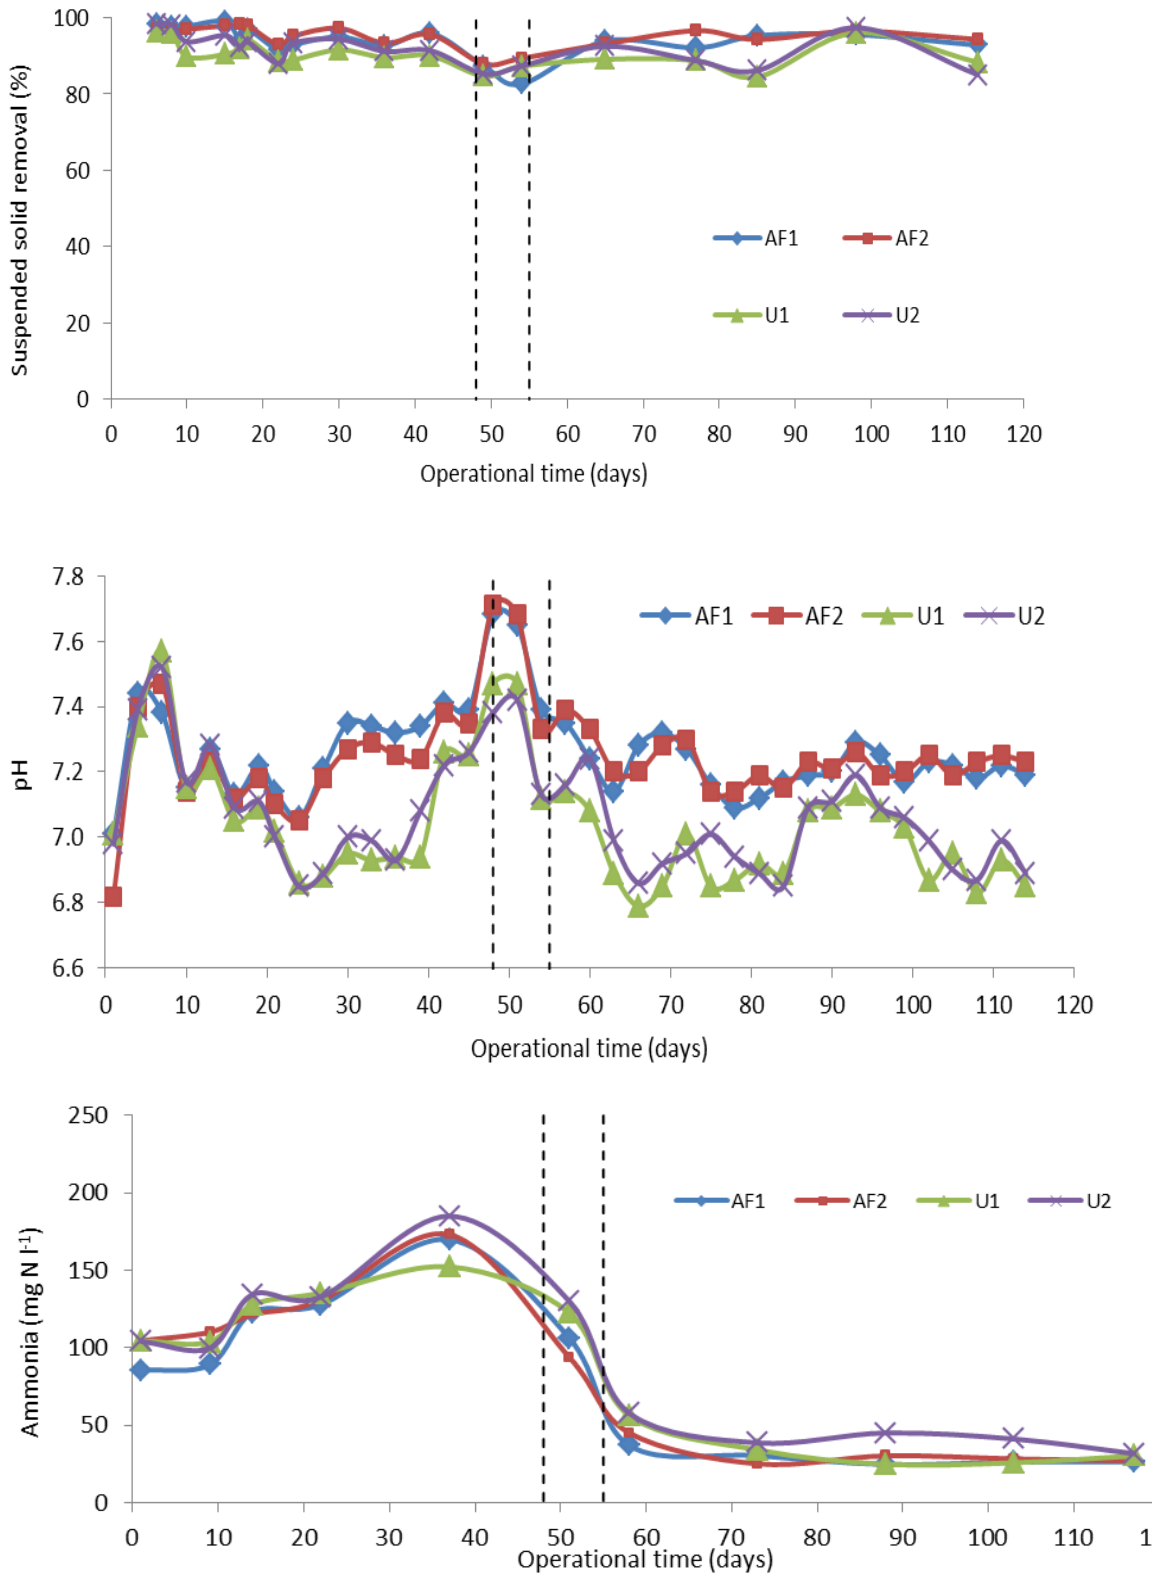 100
80
60
40
20
0
Suspended solid removal (%)
AF1 AF2
U1 U2
0 10 20 30 40 50 60 70 80 90 100 110 120
Operational time (days)
7.8
7.6
7.4
7.2
7.0
6.8
6.6
pH
AF1 AF2 U1 U2
0 10 20 30 40 50 60 70 80 90 100 110 120
Operational time (days)
250
200
150
100
50
0
Ammonia (mg N l-1)
AF1 AF2 U1 U2
0 10 20 30 40 50 60 70 80 90 100 110 1
Operational time (days)